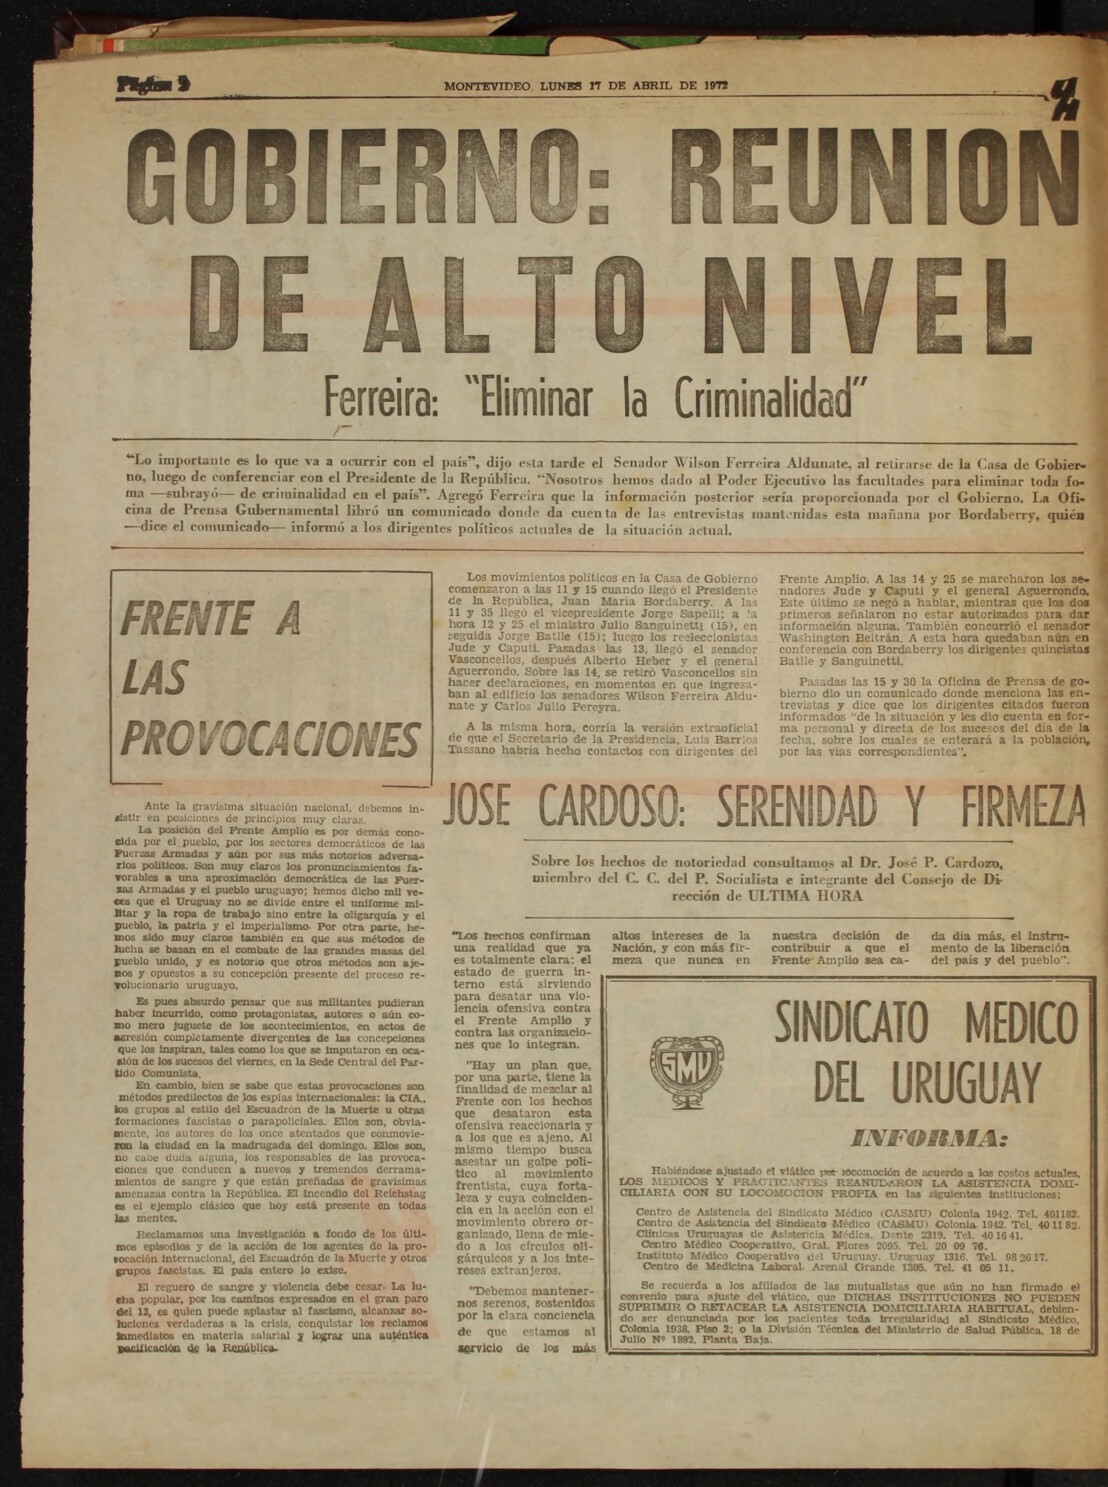 Página 2
MONTEVIDEO, LUNES 17 DE ABRIL DE 1972
GOBIERNO: REUNION
DE ALTO NIVEL
Ferreira: "Eliminar la Criminalidad"
"Lo importante es lo que va a ocurrir con el país", dijo esta tarde el Senador Wilson Ferreira Aldunate, al retirarse de la Casa de Gobier-
no, luego de conferenciar con el Presidente de la República. "Nosotros hemos dado al Poder Ejecutivo las facultades para eliminar toda fo-
ma —subrayó— de criminalidad en el país". Agregó Ferreira que la información posterior sería proporcionada por el Gobierno. La Ofi-
cina de Prensa Gubernamental libró un comunicado donde da cuenta de las entrevistas mantenidas esta mañana por Bordaberry, quién
—dice el comunicado— informó a los dirigentes políticos actuales de la situación actual.
FRENTE A
LAS
PROVOCACIONES
Ante la gravísima situación nacional, debemos in-
sistir en posiciones de principios muy claras.
La posición del Frente Amplio es por demás cono-
cida por el pueblo, por los sectores democráticos de las
Fuerzas Armadas y aún por sus más notorios adversa-
rios políticos. Son muy claros los pronunciamientos fa-
vorables a una aproximación democrática de las Fuer-
zas Armadas y el pueblo uruguayo; hemos dicho mil ve-
ces que el Uruguay no se divide entre el uniforme mi-
litar y la ropa de trabajo sino entre la oligarquía y el
pueblo, la patria y el imperialismo. Por otra parte, he-
mos sido muy claros también en que sus métodos de
lucha se basan en el combate de las grandes masas del
pueblo unido, y es notorio que otros métodos son aje-
nos y opuestos a su concepción presente del proceso re-
volucionario uruguayo.
Es pues absurdo pensar que sus militantes pudieran
haber incurrido, como protagonistas, autores o aún co-
mo mero juguete de los acontecimientos, en actos de
agresión completamente divergentes de las concepciones
que los inspiran, tales como los que se imputaron en oca-
sión de los sucesos del viernes, en la Sede Central del Par-
tido Comunista.
En cambio, bien se sabe que estas provocaciones son
métodos predilectos de los espías internacionales: la CIA.,
los grupos al estilo del Escuadrón de la Muerte u otras
formaciones fascistas o parapoliciales. Ellos son, obvia-
mente, los autores de los once atentados que conmovie-
ron la ciudad en la madrugada del domingo. Ellos son,
no cabe duda alguna, los responsables de las provoca-
ciones que conducen a nuevos y tremendos derrama-
mientos de sangre y que están preñadas de gravísimas
amenazas contra la República. El incendio del Reichstag
es el ejemplo clásico que hoy está presente en todas
las mentes.
Reclamamos una investigación a fondo de los últi-
mos episodios y de la acción de los agentes de la pro-
vocación internacional, del Escuadrón de la Muerte y otros
grupos fascistas. El país entero lo exige.
El reguero de sangre y violencia debe cesar. La lu-
cha popular, por los caminos expresados en el gran paro
del 13, es quien puede aplastar al fascismo, alcanzar so-
luciones verdaderas a la crisis, conquistar los reclamos
inmediatos en materia salarial y lograr una auténtica
pacificación de la República.
Los movimientos políticos en la Casa de Gobierno
comenzaron a las 11 y 15 cuando llegó el Presidente
de la República, Juan María Bordaberry. A las
11 y 35 llegó el vicepresidente Jorge Sapelli; a la
hora 12 y 25 el ministro Julio Sanguinetti (15), en
seguida Jorge Batlle (15); luego los reeleccionistas
Jude y Caputi. Pasadas las 13, llegó el senador
Vasconcellos, después Alberto Heber y el general
Aguerrondo. Sobre las 14, se retiró Vasconcellos sin
hacer declaraciones, en momentos en que ingresa-
ban al edificio los senadores Wilson Ferreira Aldu-
nate y Carlos Julio Pereyra.
A la misma hora, corría la versión extraoficial
de que el Secretario de la Presidencia, Luis Barrios
Tassano habría hecho contactos con dirigentes del
Frente Amplio. A las 14 y 25 se marcharon los se-
nadores Jude y Caputi y el general Aguerrondo.
Este último se negó a hablar, mientras que los dos
primeros señalaron no estar autorizados para dar
información alguna. También concurrió el senador
Washington Beltrán. A esta hora quedaban aún en
conferencia con Bordaberry los dirigentes quincistas
Batlle y Sanguinetti.
Pasadas las 15 y 30 la Oficina de Prensa de go-
bierno dio un comunicado donde menciona las en-
trevistas y dice que los dirigentes citados fueron
informados "de la situación y les dio cuenta en for-
ma personal y directa de los sucesos del día de la
fecha, sobre los cuales se enterará a la población,
por las vías correspondientes".
JOSE CARDOSO: SERENIDAD Y FIRMEZA
Sobre los hechos de notoriedad consultamos al Dr. José P. Cardozo,
miembro del C. C. del P. Socialista e integrante del Consejo de Di-
rección de ULTIMA HORA
"Los hechos confirman
una realidad que ya
es totalmente clara: el
estado de guerra in-
terno está sirviendo
para desatar una vio-
lencia ofensiva contra
el Frente Amplio y
contra las organizacio-
nes que lo integran.
"Hay un plan que,
por una parte, tiene la
finalidad de mezclar al
Frente con los hechos
que desataron esta
ofensiva reaccionaria y
a los que es ajeno. Al
mismo tiempo busca
asestar un golpe polí-
tico al movimiento
frentista, cuya forta-
leza y cuya coinciden-
cia en la acción con el
movimiento obrero or-
ganizado, llena de mie-
do a los círculos oli-
gárquicos y a los inte-
reses extranjeros.
"Debemos mantener-
nos serenos, sostenidos
por la clara conciencia
de que estamos al
servicio de los más
altos intereses de la
Nación, y con más fir-
meza que nunca en
nuestra decisión de
contribuir a que el
Frente Amplio sea ca-
da día más, el instru-
mento de la liberación
del país y del pueblo".
SMU
SINDICATO MEDICO
DEL URUGUAY
INFORMA:
Habiéndose ajustado el viático por locomoción de acuerdo a los costos actuales,
LOS MEDICOS Y PRACTICANTES REANUDARON LA ASISTENCIA DOMI-
CILIARIA CON SU LOCOMOCION PROPIA en las siguientes instituciones:
Centro de Asistencia del Sindicato Médico (CASMU) Colonia 1942. Tel. 401182.
Centro de Asistencia del Sindicato Médico (CASMU) Colonia 1942. Tel. 40 11 82.
Clínicas Uruguayas de Asistencia Médica. Dante 2319. Tel. 40 16 41.
Centro Médico Cooperativo, Gral. Flores 2095. Tel. 20 09 76.
Instituto Médico Cooperativo del Uruguay. Uruguay 1316. Tel. 98 26 17.
Centro de Medicina Laboral. Arenal Grande 1305. Tel. 41 05 11.
Se recuerda a los afiliados de las mutualistas que aún no han firmado el
convenio para ajuste del viático, que DICHAS INSTITUCIONES NO PUEDEN
SUPRIMIR O RETACEAR LA ASISTENCIA DOMICILIARIA HABITUAL, debien-
do ser denunciada por los pacientes toda irregularidad al Sindicato Médico,
Colonia 1938, Piso 2; o la División Técnica del Ministerio de Salud Pública, 18 de
Julio Nº 1892, Planta Baja.